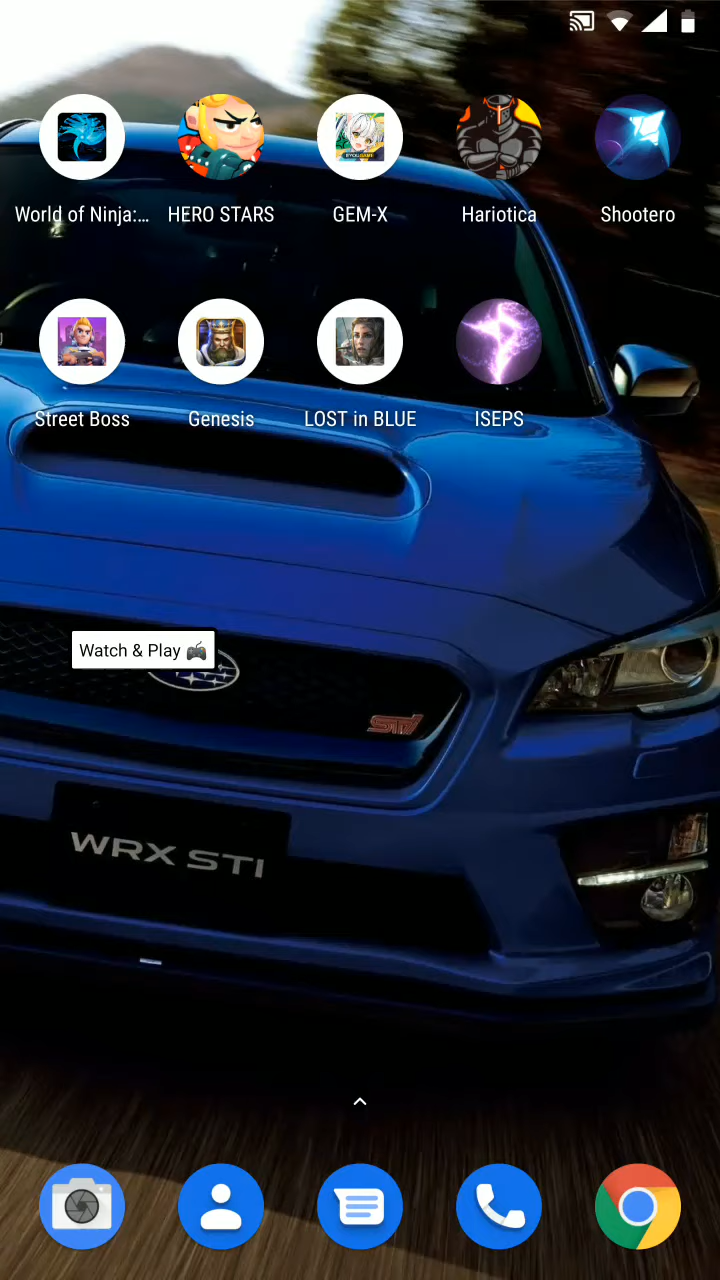 World of Ninja:...
HERO STARS
GEM-X
Hariotica
Shootero
Street Boss
Genesis
LOST in BLUE
ISEPS
Watch & Play 🎮
STI
WRX STI